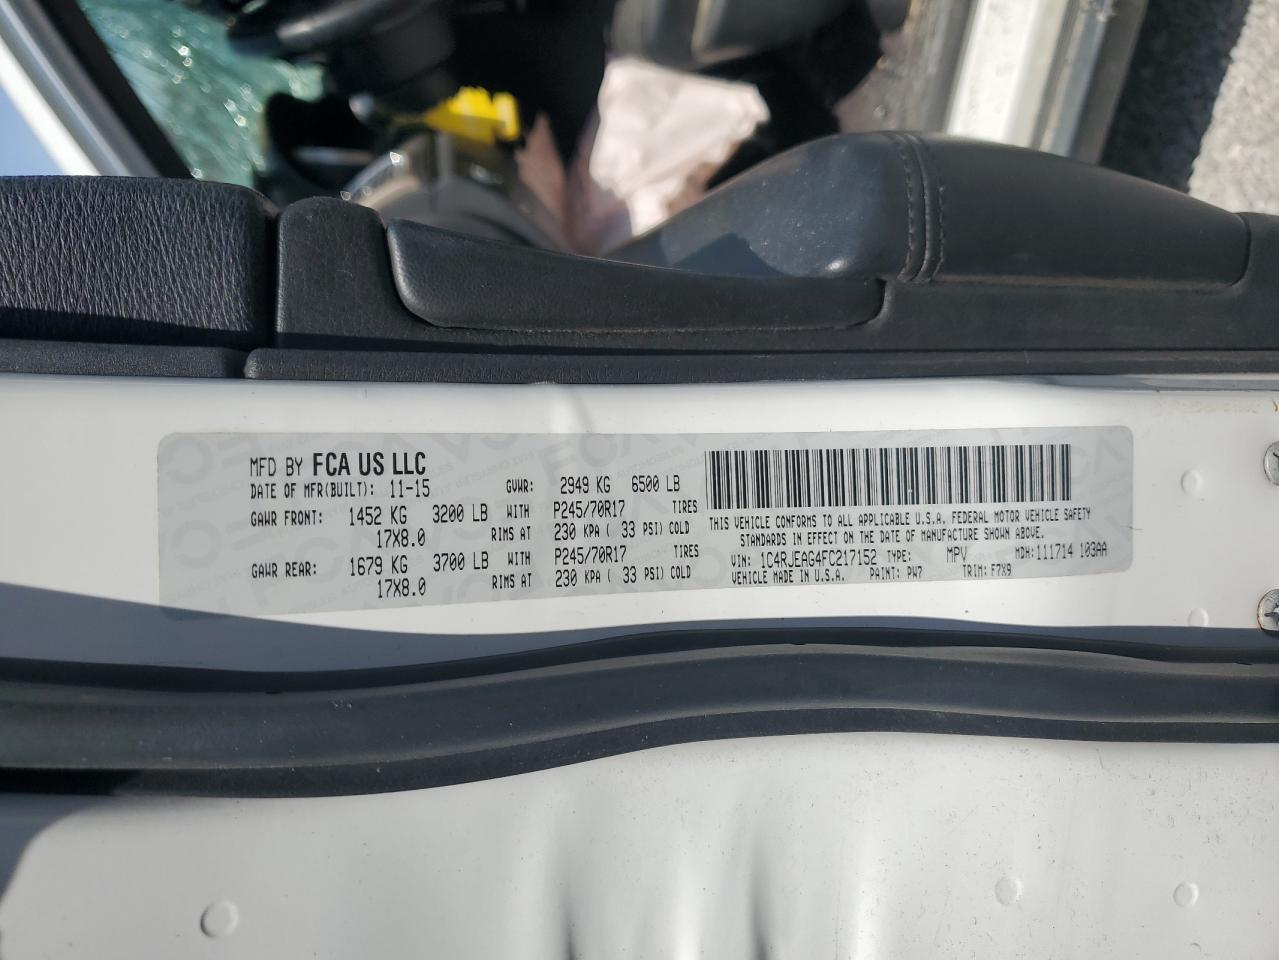 MFD BY FCA US LLC
DATE OF MFR(BUILT): 11-15 GVWR: 2949 KG 6500 LB
GAWR FRONT: 1452 KG 3200 LB WITH P245/70R17 TIRES
17X8.0 RIMS AT 230 KPA ( 33 PSI) COLD
GAWR REAR: 1679 KG 3700 LB WITH P245/70R17 TIRES
17X8.0 RIMS AT 230 KPA ( 33 PSI) COLD
THIS VEHICLE CONFORMS TO ALL APPLICABLE U.S.A. FEDERAL MOTOR VEHICLE SAFETY
STANDARDS IN EFFECT ON THE DATE OF MANUFACTURE SHOWN ABOVE.
VIN: 1C4RJEAG4FC217152 TYPE: MPV MDH: 111714 103AA
VEHICLE MADE IN U.S.A. PAINT: PW7 TRIM: F7X9